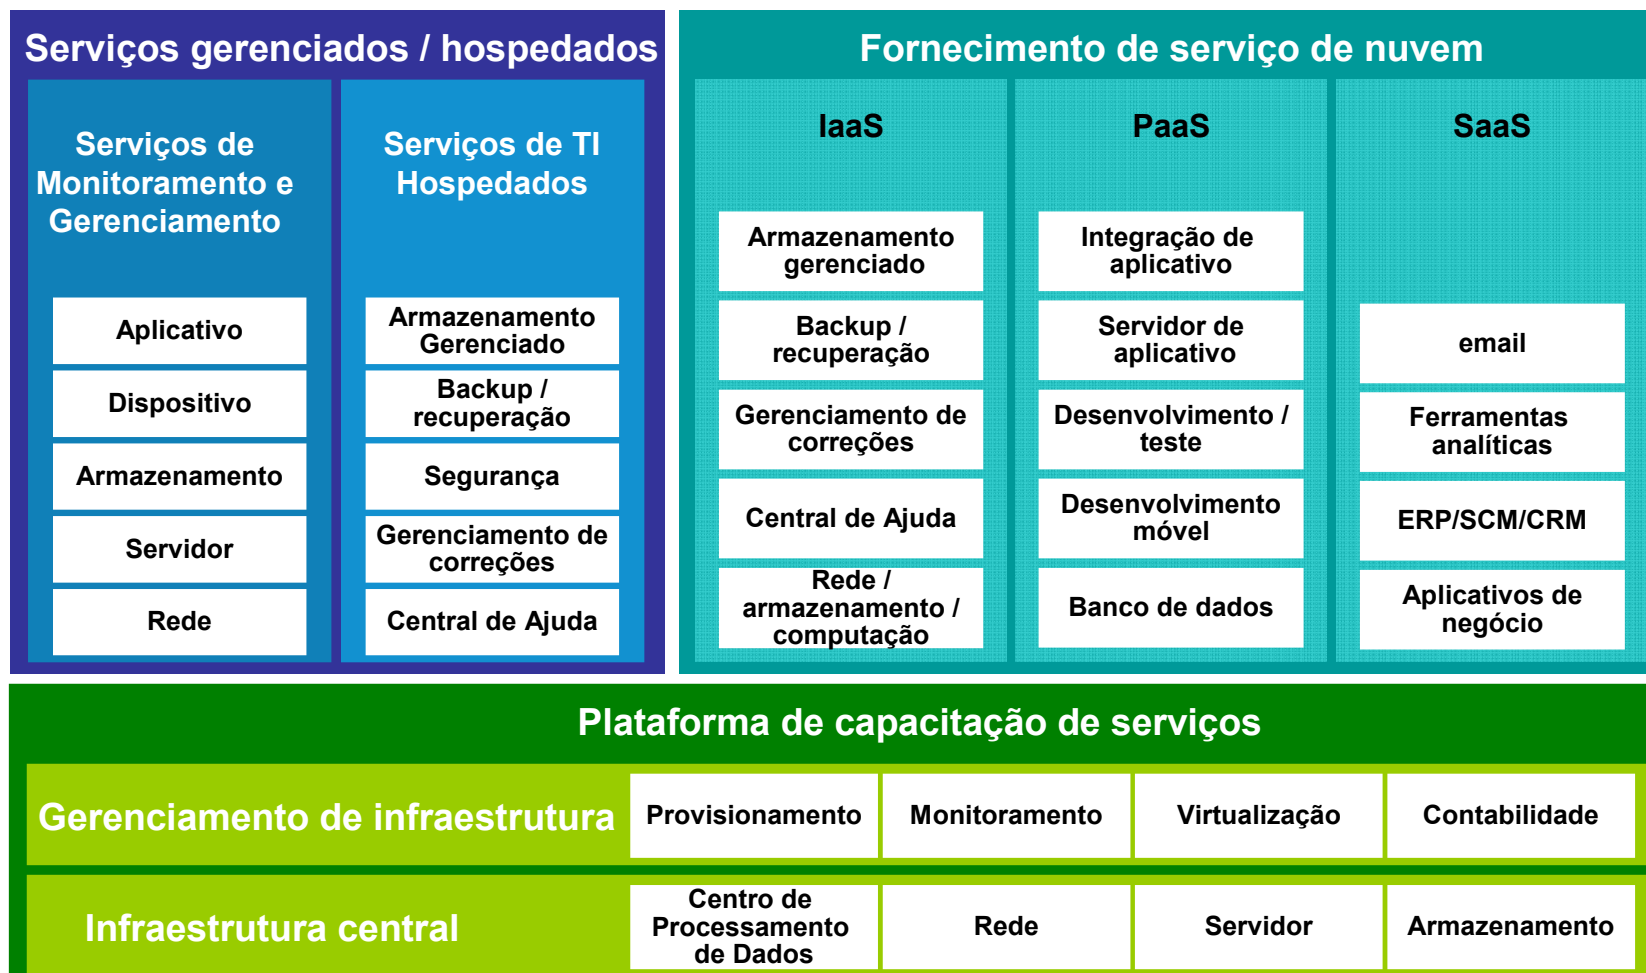 Serviços gerenciados / hospedados
Serviços de
Monitoramento e
Gerenciamento
Aplicativo
Dispositivo
Armazenamento
Servidor
Rede
Serviços de TI
Hospedados
Armazenamento
Gerenciado
Backup /
recuperação
Segurança
Gerenciamento de
correções
Central de Ajuda
Fornecimento de serviço de nuvem
IaaS
Armazenamento
gerenciado
Backup /
recuperação
Gerenciamento de
correções
Central de Ajuda
Rede /
armazenamento /
computação
PaaS
Integração de
aplicativo
Servidor de
aplicativo
Desenvolvimento /
teste
Desenvolvimento
móvel
Banco de dados
SaaS
email
Ferramentas
analíticas
ERP/SCM/CRM
Aplicativos de
negócio
Plataforma de capacitação de serviços
Gerenciamento de infraestrutura
Provisionamento
Monitoramento
Virtualização
Contabilidade
Infraestrutura central
Centro de
Processamento
de Dados
Rede
Servidor
Armazenamento